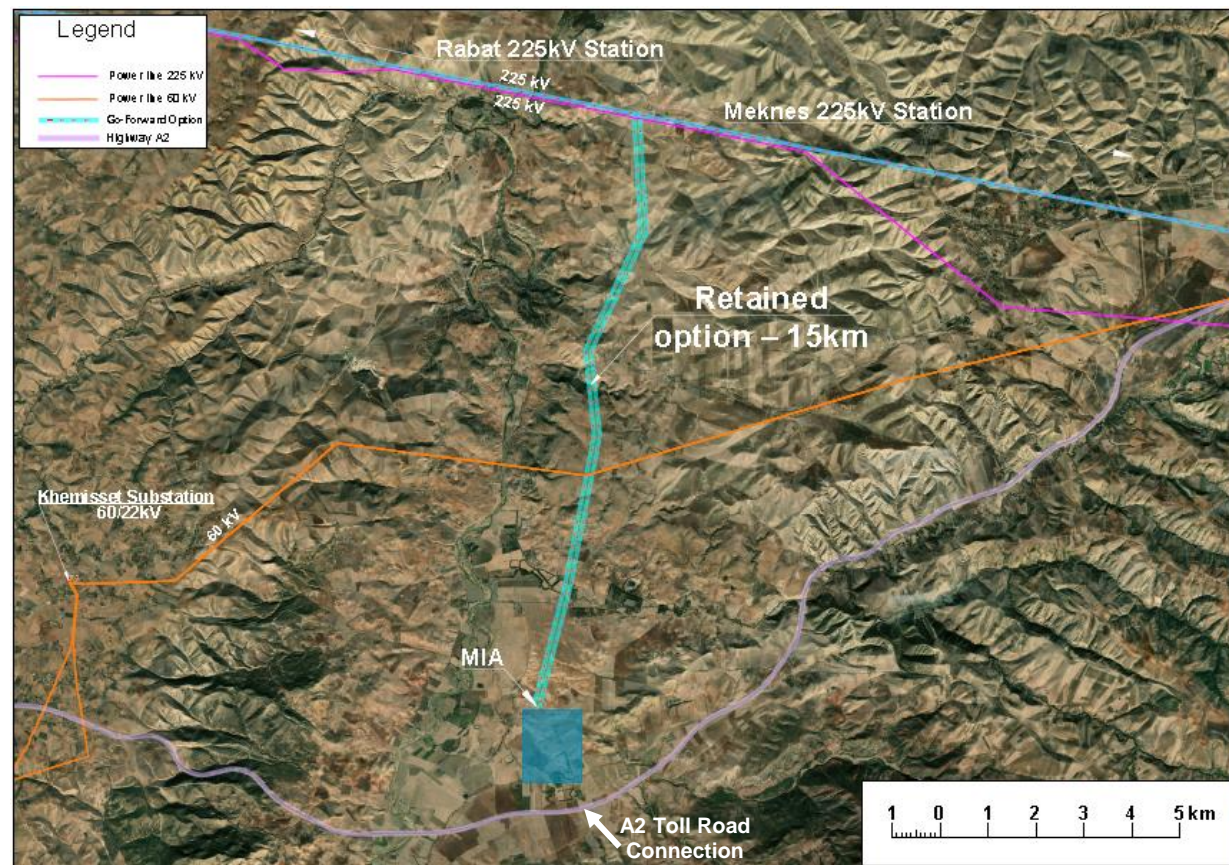 Legend
Power line 225 kV
Power line 60 kV
Go-Forward Option
Highway A2
Rabat 225kV Station
225 kV
225 kV
Meknes 225kV Station
Retained
option – 15km
Khemisset Substation
60/22kV
60 kV
MIA
A2 Toll Road
Connection
1 0 1 2 3 4 5 km